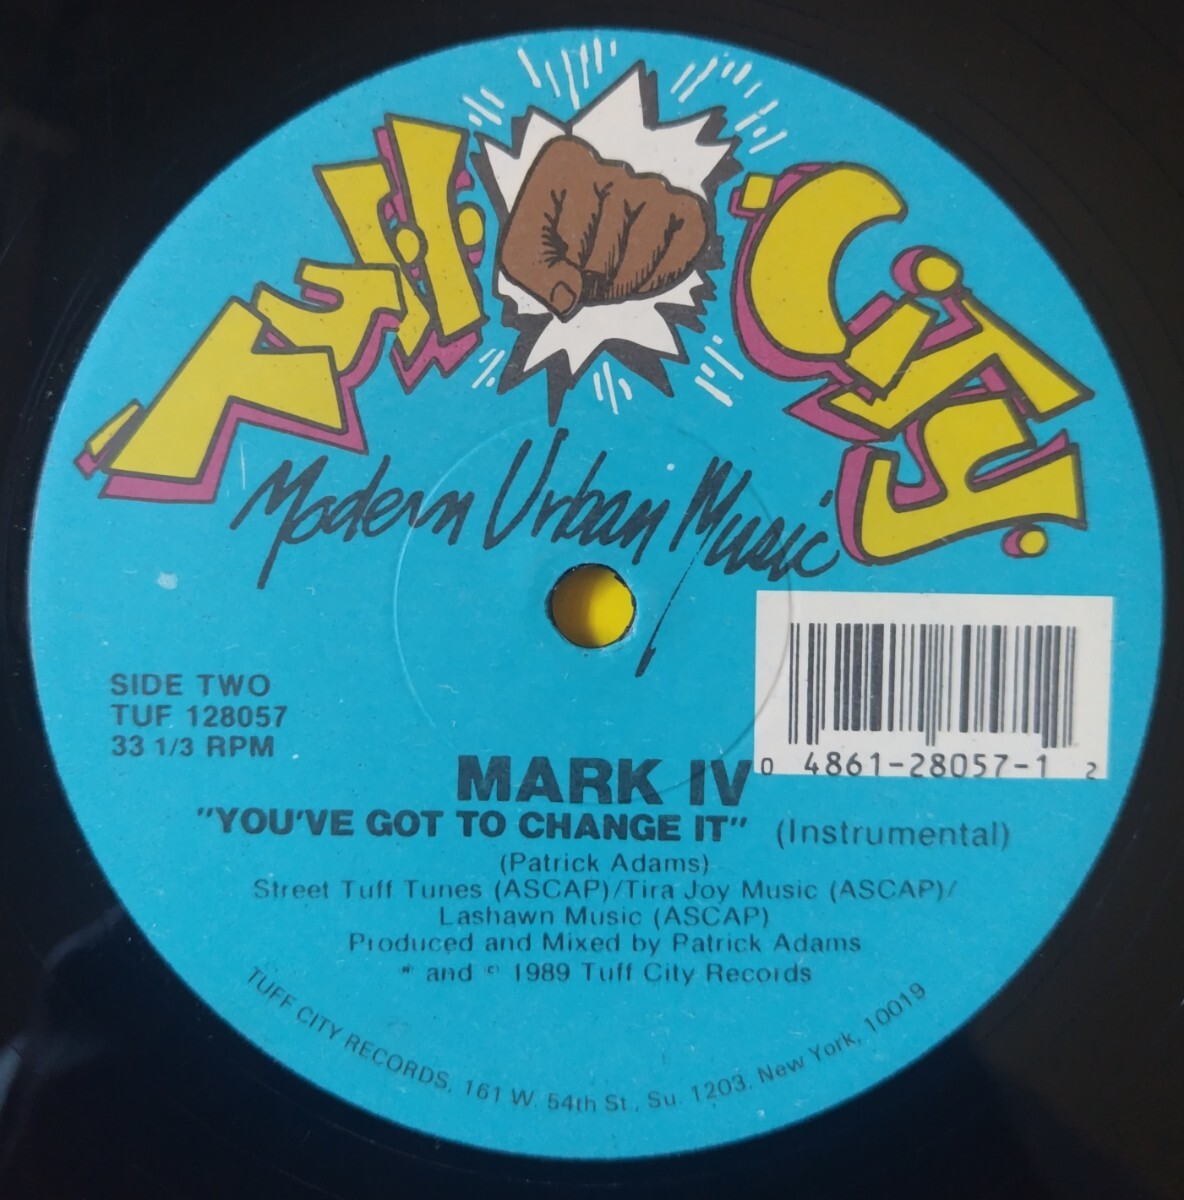 Tuff City
Modern Urban Music
SIDE TWO
TUF 128057
33 1/3 RPM
0 4861-28057-1 2
MARK IV
"YOU'VE GOT TO CHANGE IT" (Instrumental)
(Patrick Adams)
Street Tuff Tunes (ASCAP)/Tira Joy Music (ASCAP)/
Lashawn Music (ASCAP)
Produced and Mixed by Patrick Adams
℗ and © 1989 Tuff City Records
TUFF CITY RECORDS, 161 W. 54th St., Su. 1203, New York, 10019